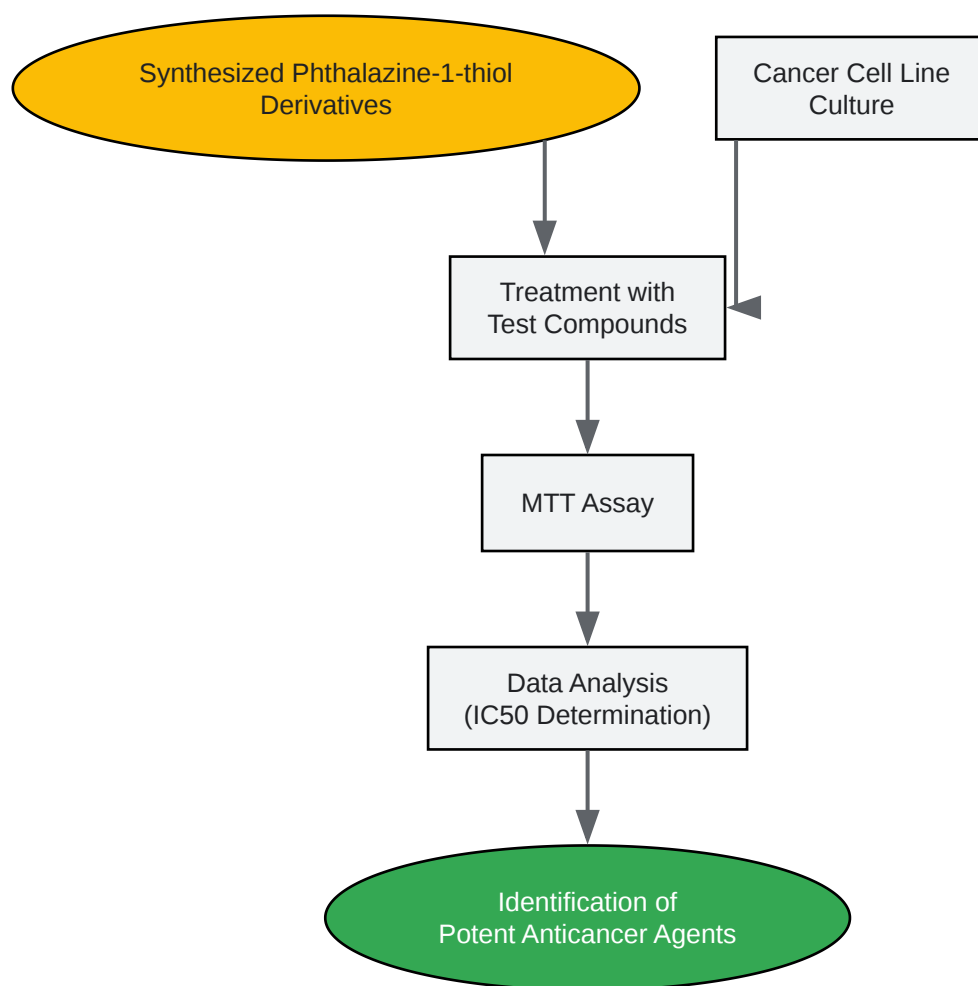 Synthesized Phthalazine-1-thiol
Derivatives
Cancer Cell Line
Culture
Treatment with
Test Compounds
MTT Assay
Data Analysis
(IC50 Determination)
Identification of
Potent Anticancer Agents